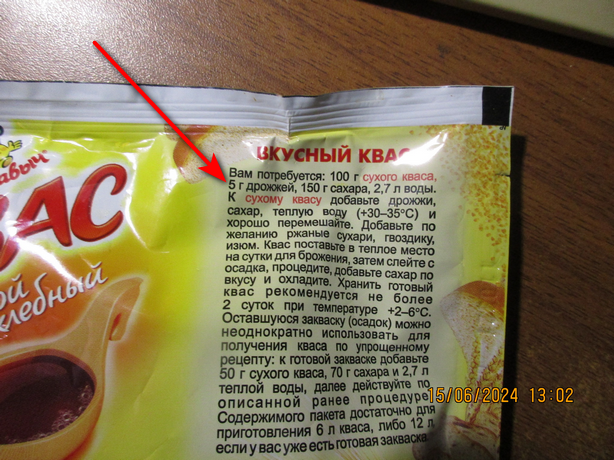 ВКУСНЫЙ КВАС
Вам потребуется: 100 г сухого кваса,
5 г дрожжей, 150 г сахара, 2,7 л воды.
К сухому квасу добавьте дрожжи,
сахар, теплую воду (+30–35°С) и
хорошо перемешайте. Добавьте по
желанию ржаные сухари, гвоздику,
изюм. Квас поставьте в теплое место
на сутки для брожения, затем слейте с
осадка, процедите, добавьте сахар по
вкусу и охладите. Хранить готовый
квас рекомендуется не более
2 суток при температуре +2–6°С.
Оставшуюся закваску (осадок) можно
неоднократно использовать для
получения кваса по упрощенному
рецепту: к готовой закваске добавьте
50 г сухого кваса, 70 г сахара и 2,7 л
теплой воды, далее действуйте по
описанной ранее процедуре.
Содержимого пакета достаточно для
приготовления 6 л кваса, либо 12 л
если у вас уже есть готовая закваска.
ВАС
хлебный
15/06/2024 13:02